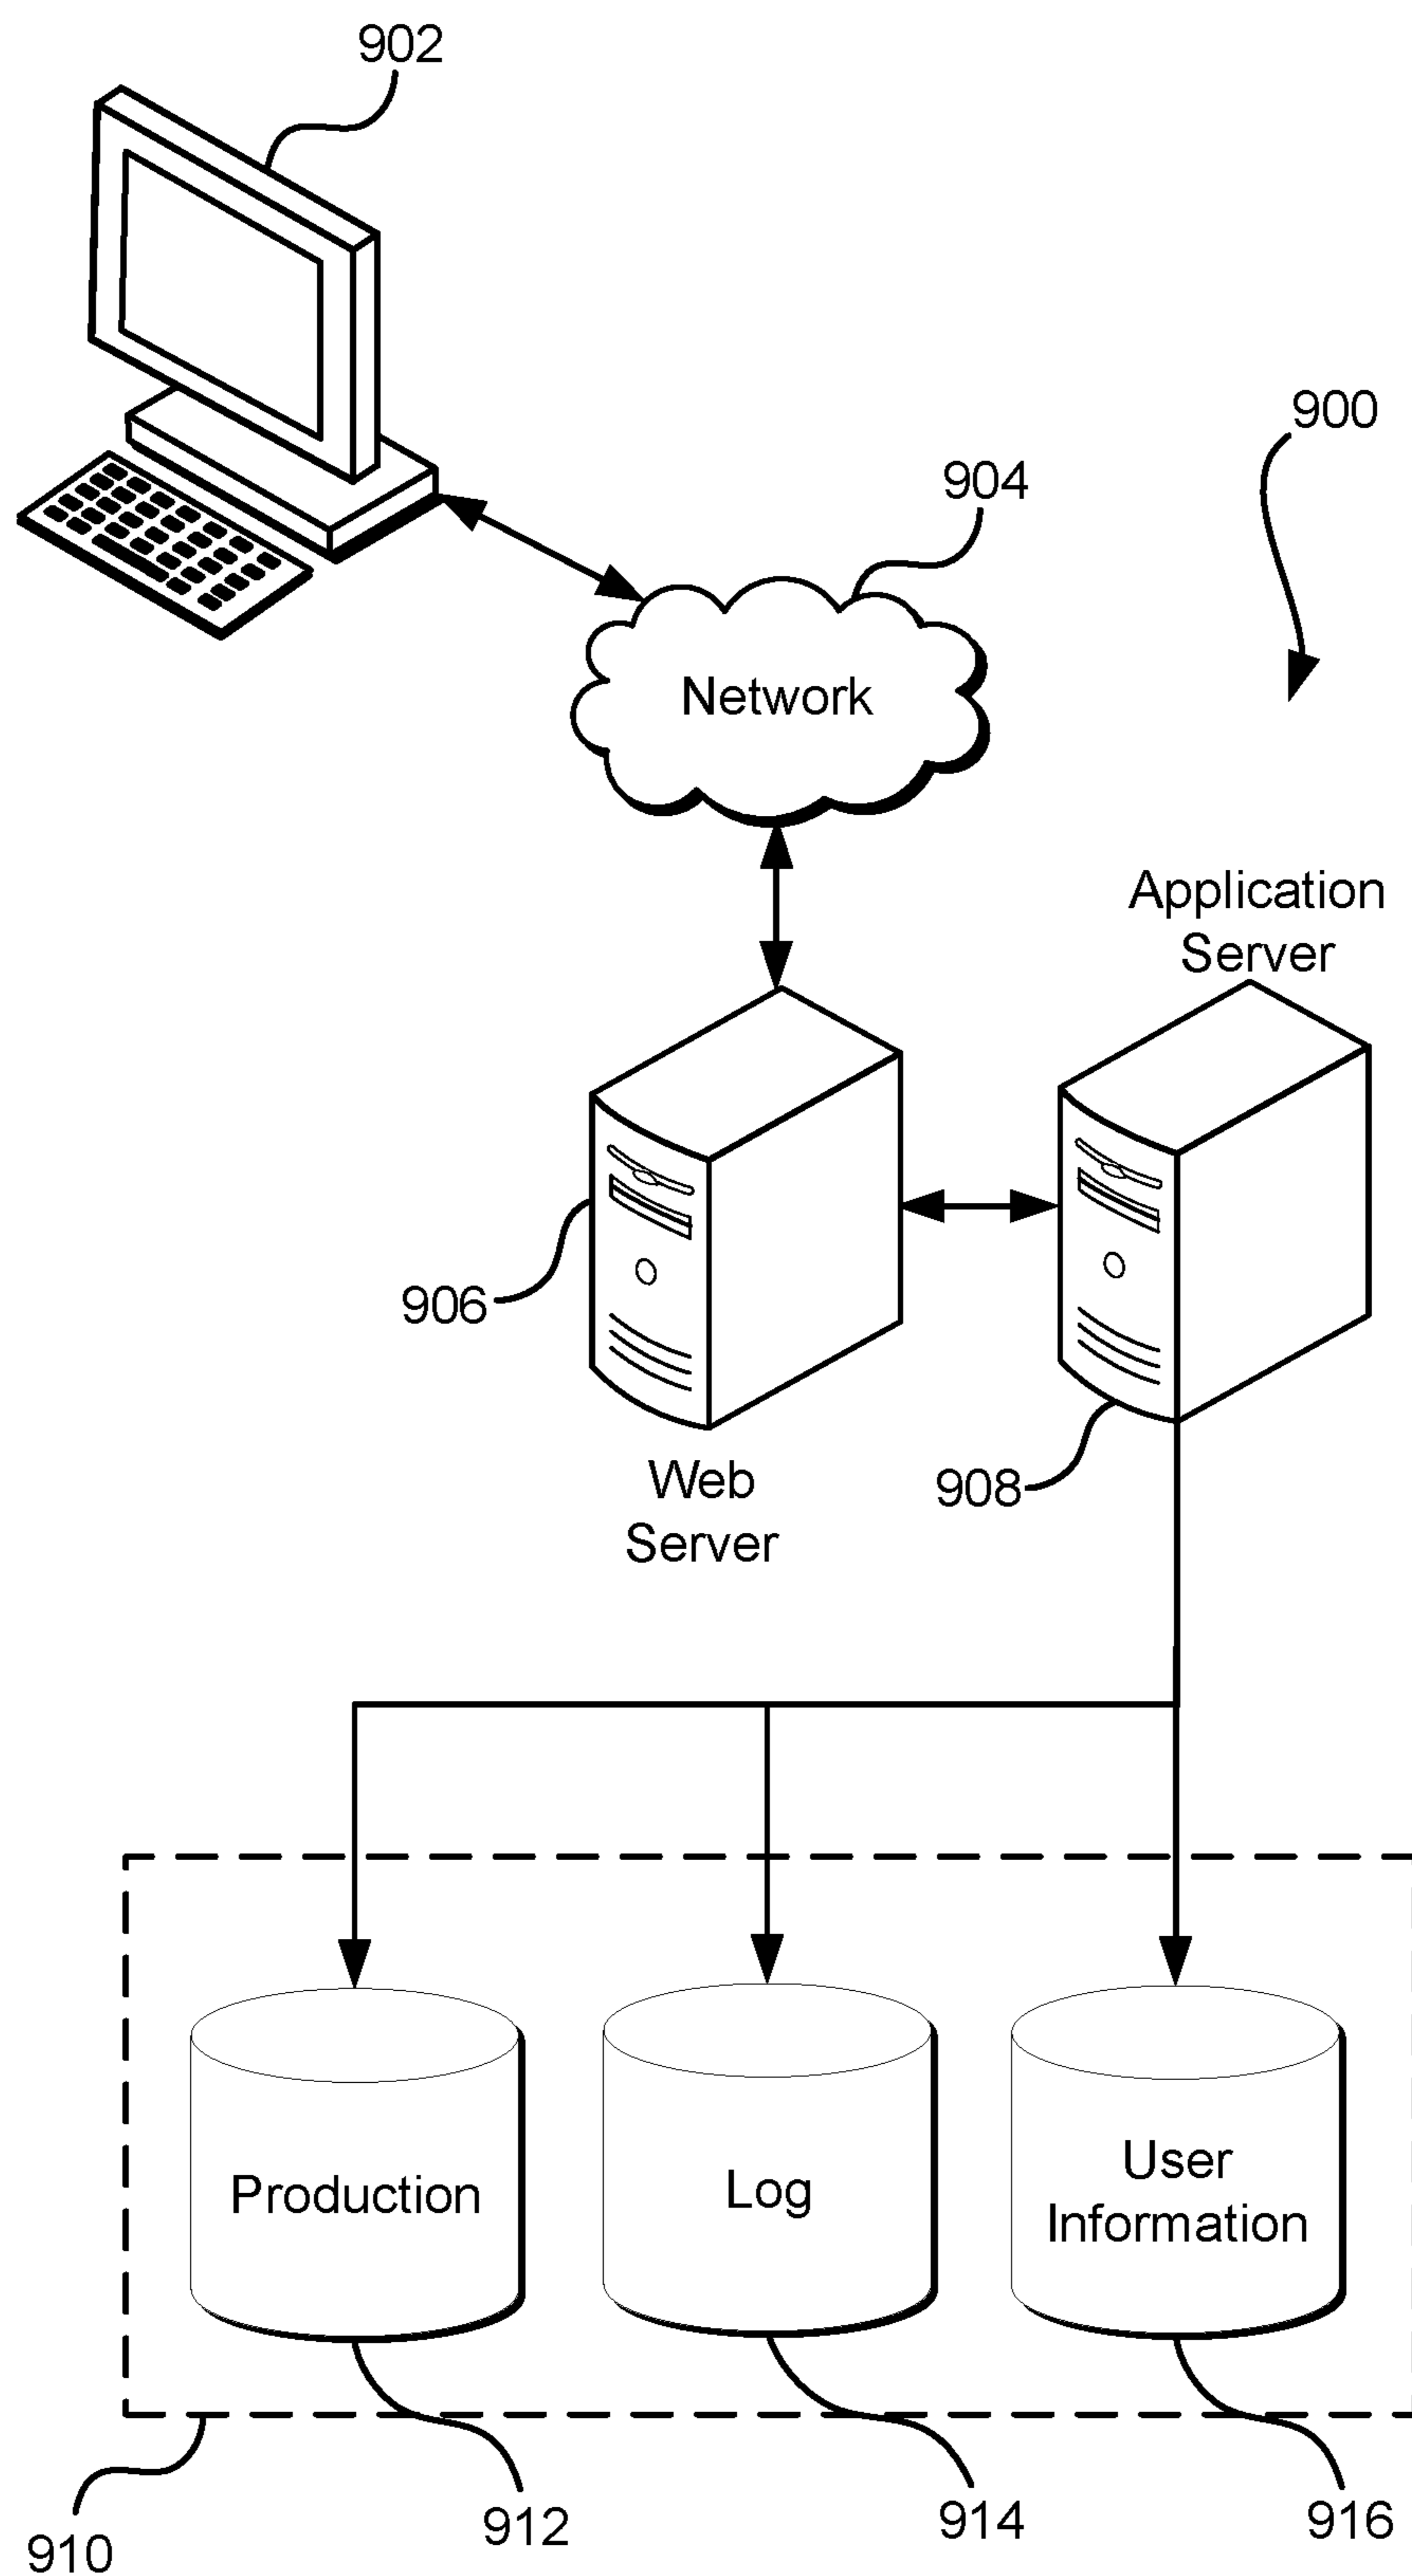 902
900
904
Network
Application
Server
906
Web
Server
908
Production
Log
User
Information
910
912
914
916